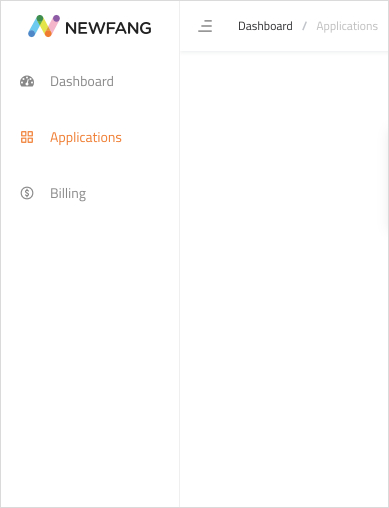 NEWFANG
Dashboard / Applications
Dashboard
Applications
Billing